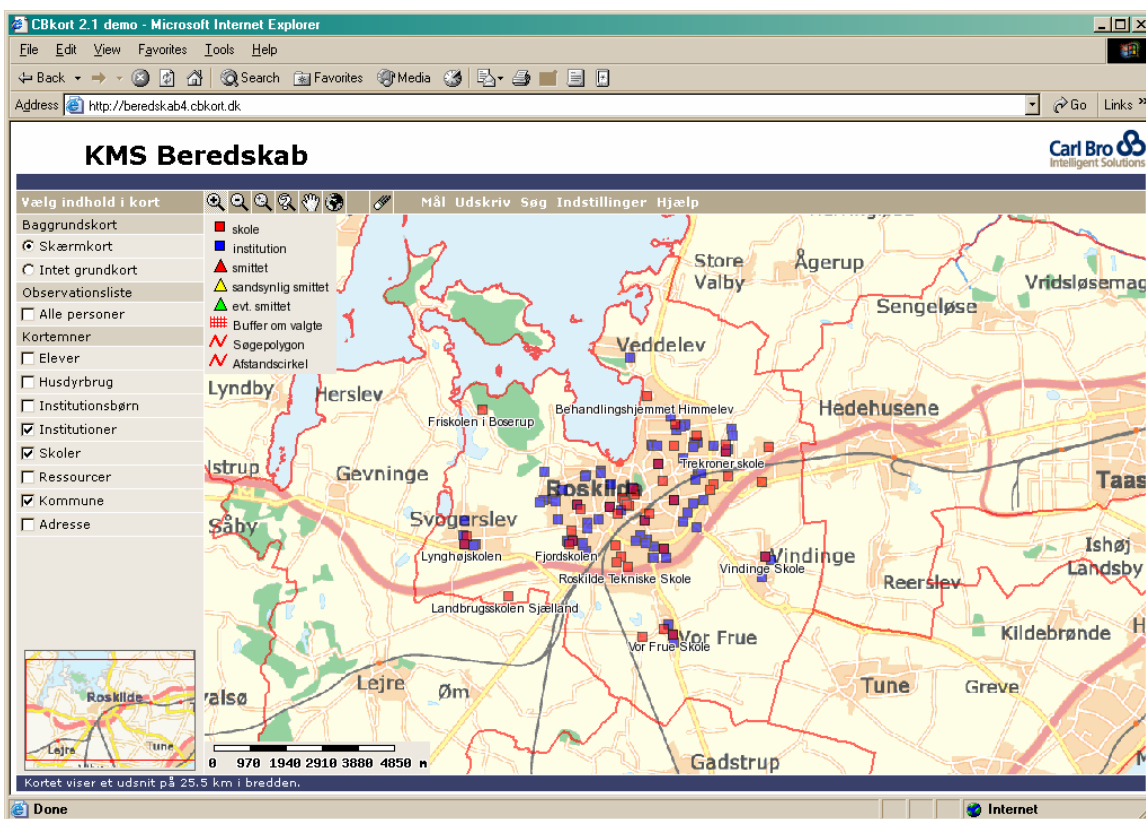 CBkort 2.1 demo - Microsoft Internet Explorer
File Edit View Favorites Tools Help
Back Search Favorites Media
Address http://beredskab4.cbkort.dk Go Links »
KMS Beredskab
Carl Bro
Intelligent Solutions
Vælg indhold i kort
Mål Udskriv Søg Indstillinger Hjælp
Baggrundskort
Skærmkort
Intet grundkort
Observationsliste
Alle personer
Kortemner
Elever
Husdyrbrug
Institutionsbørn
Institutioner
Skoler
Ressourcer
Kommune
Adresse
skole
institution
smittet
sandsynlig smittet
evt. smittet
Buffer om valgte
Søgepolygon
Afstandscirkel
Store
Valby
Ågerup
Vridsløsemag
Sengeløse
Veddelev
Lyndby
Herslev
Behandlingshjemmet Himmelev
Hedehusene
Friskolen i Boserup
Trekroner skole
lstrup
Gevninge
Roskilde
Taas
Såby
Svogerslev
Lynghøjskolen
Fjordskolen
Vindinge
Vindinge Skole
Ishøj
Landsby
Roskilde Tekniske Skole
Reerslev
Landbrugsskolen Sjælland
Vor Frue
Vor Frue Skole
Kildebrønde
H
Lejre
Øm
Tune
Greve
valsø
Gadstrup
M
Roskilde
Lejre
Tune
0 970 1940 2910 3880 4850 m
Kortet viser et udsnit på 25.5 km i bredden.
Done
Internet